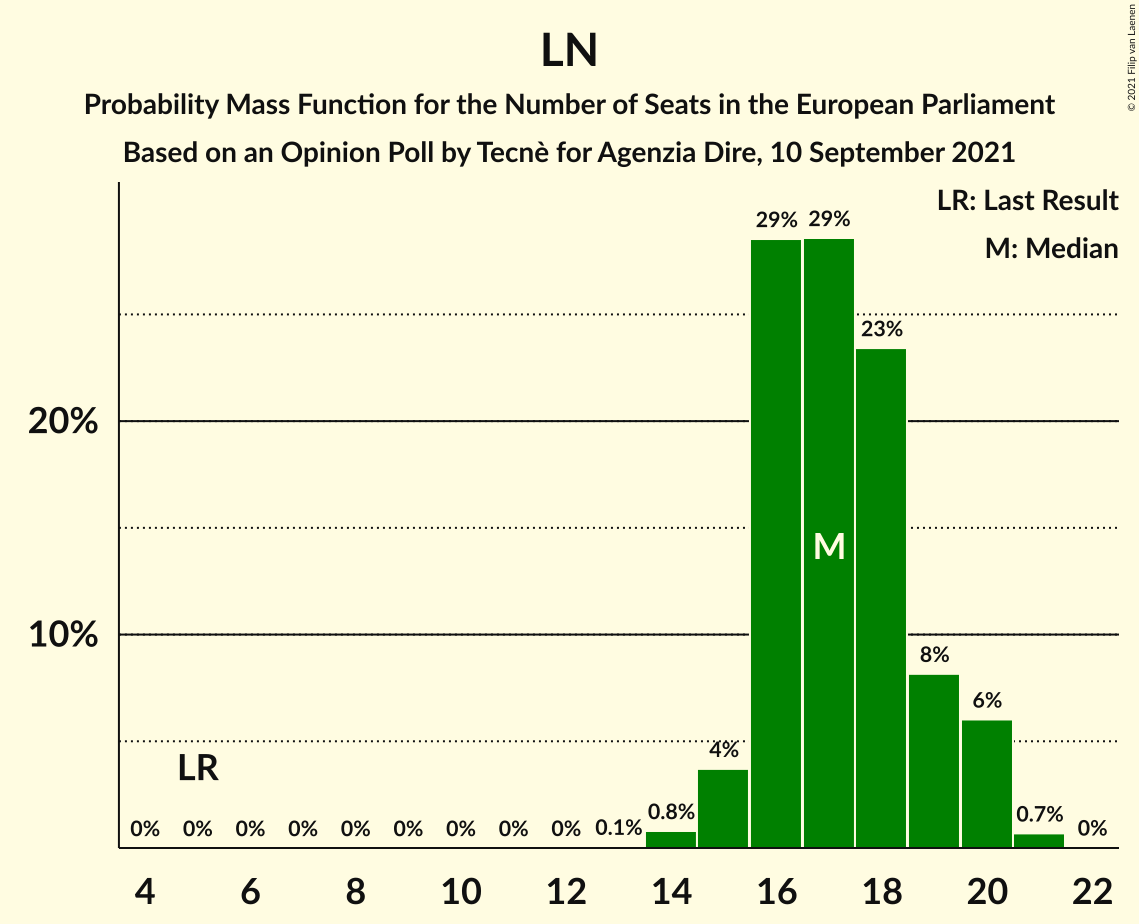 LN
Probability Mass Function for the Number of Seats in the European Parliament
Based on an Opinion Poll by Tecnè for Agenzia Dire, 10 September 2021
© 2021 Filip van Laenen
LR: Last Result
M: Median
29% 29%
23%
20%
M
10%
8%
6%
4%
LR
0% 0% 0% 0% 0% 0% 0% 0% 0% 0.1% 0.8% 0.7% 0%
4 6 8 10 12 14 16 18 20 22